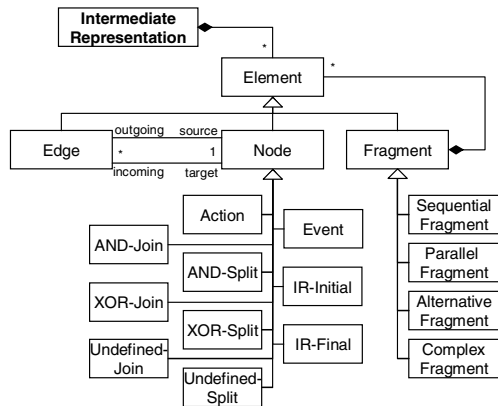 Intermediate
Representation
*
*
Element
outgoing
source
Edge
*
1
Node
Fragment
incoming
target
Action
Sequential
Fragment
Event
AND-Join
Parallel
Fragment
AND-Split
IR-Initial
XOR-Join
Alternative
Fragment
XOR-Split
IR-Final
Undefined-
Join
Complex
Fragment
Undefined-
Split